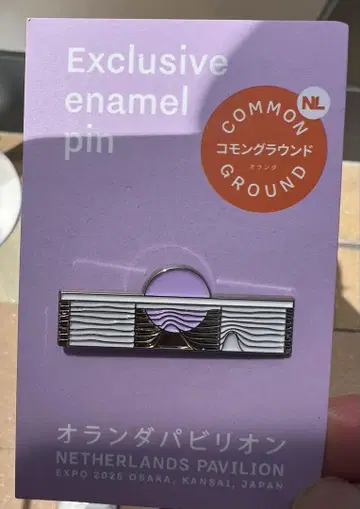 Exclusive
enamel
pin
NL
COMMON
コモングラウンド
オランダ
GROUND
オランダパビリオン
NETHERLANDS PAVILION
EXPO 2025 OSAKA, KANSAI, JAPAN